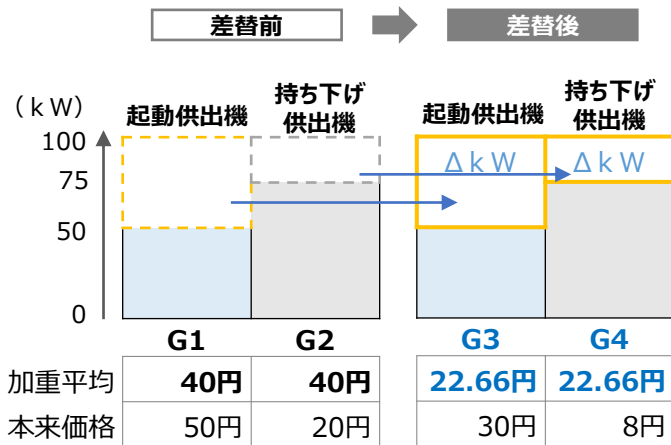 差替前 差替後
(kW) 起動供出機 持ち下げ供出機 起動供出機 持ち下げ供出機
100 ΔkW ΔkW
75
50
0
G1 G2 G3 G4
加重平均 40円 40円 22.66円 22.66円
本来価格 50円 20円 30円 8円